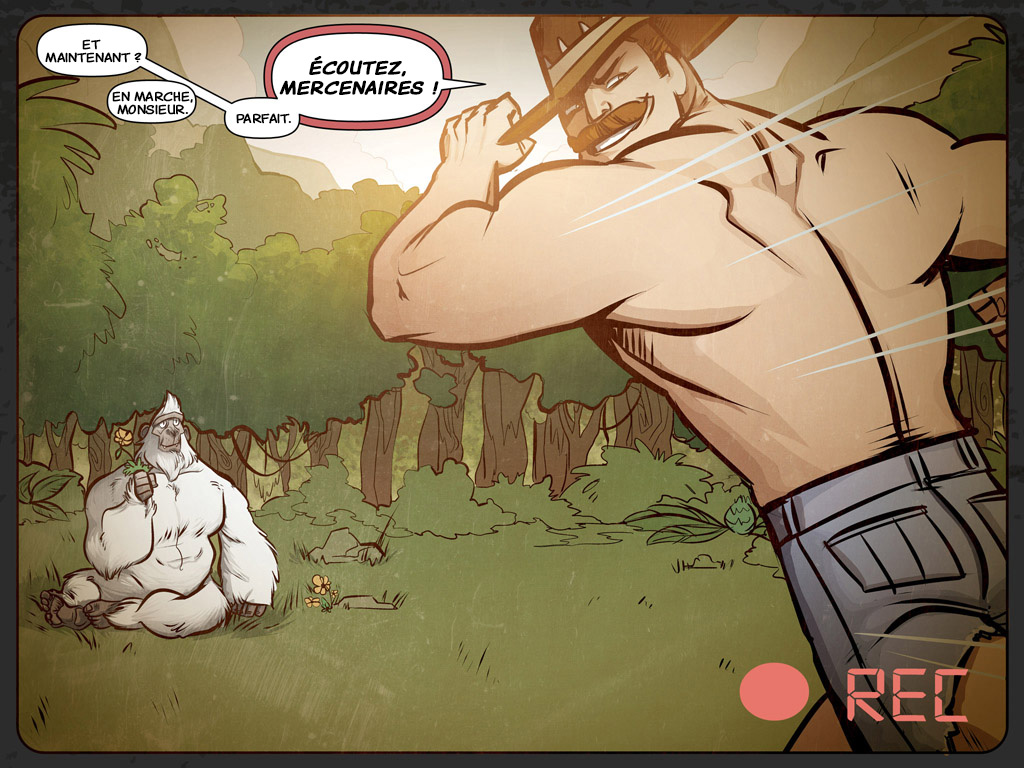 ET
MAINTENANT ?
EN MARCHE,
MONSIEUR.
PARFAIT.
ÉCOUTEZ,
MERCENAIRES !
REC